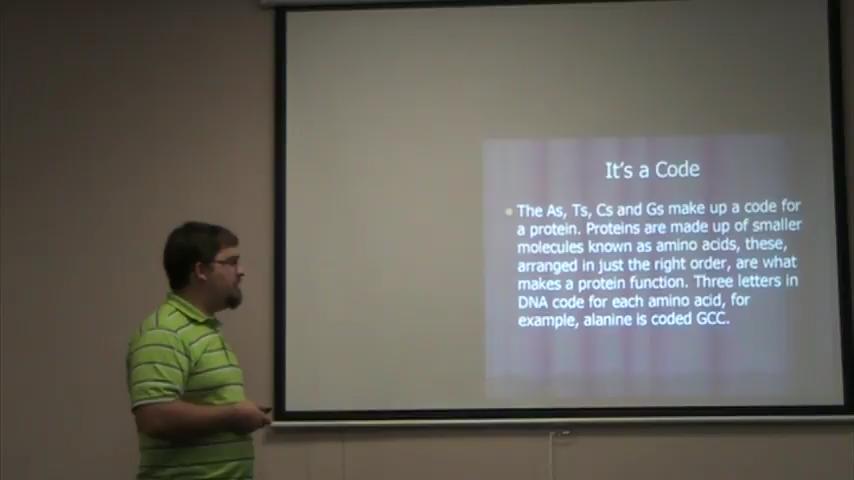 It's a Code
The As, Ts, Cs and Gs make up a code for
a protein. Proteins are made up of smaller
molecules known as amino acids, these,
arranged in just the right order, are what
makes a protein function. Three letters in
DNA code for each amino acid, for
example, alanine is coded GCC.